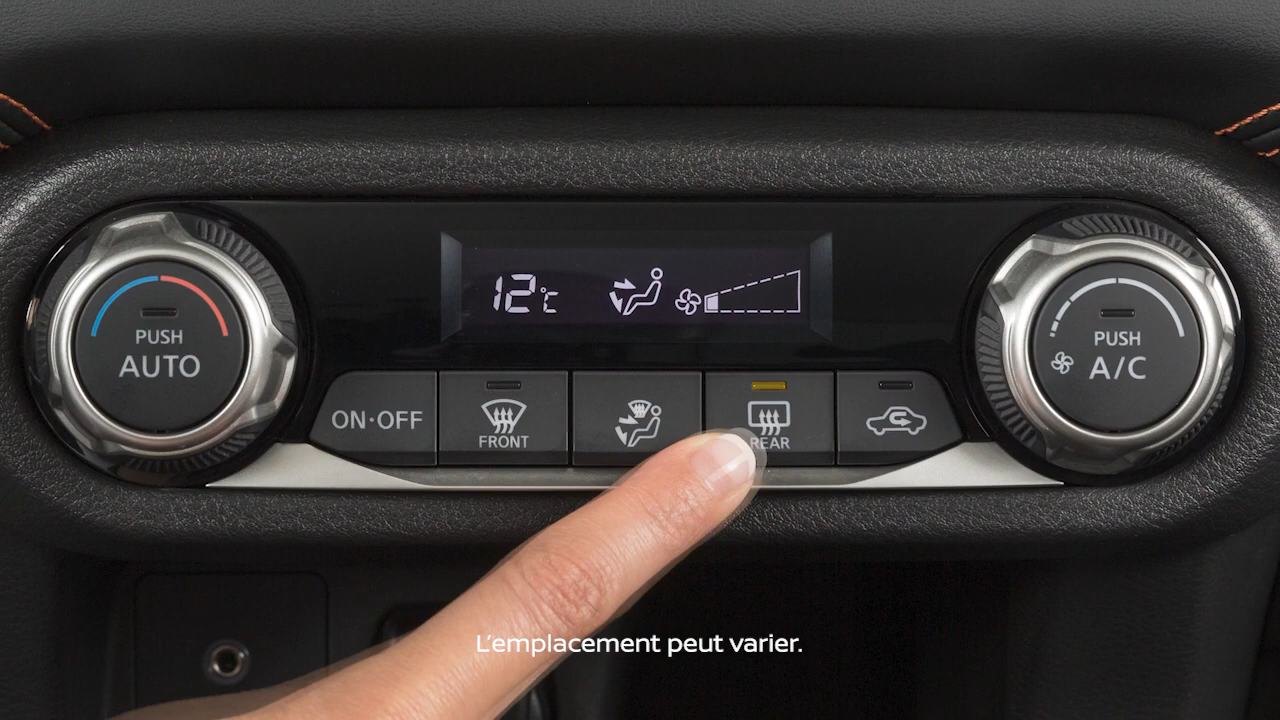 12°C
PUSH
AUTO
PUSH
A/C
ON·OFF
FRONT
REAR
L'emplacement peut varier.